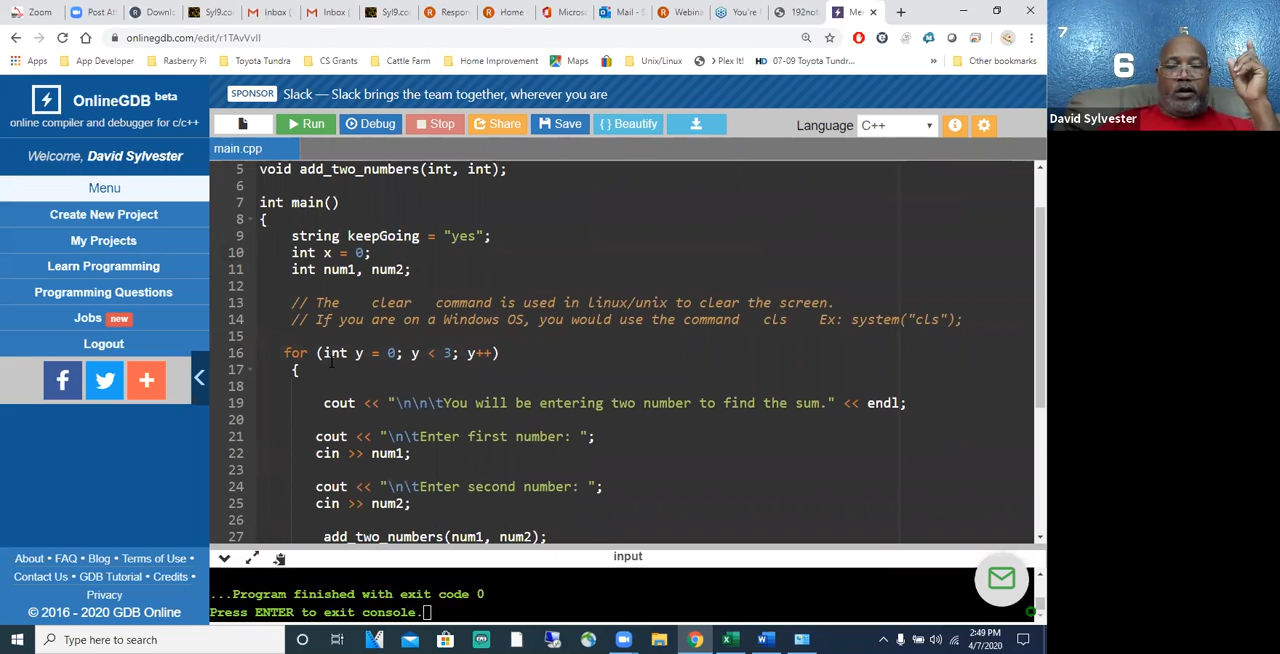 Zoom
Post At
Downlo
Syl9.co
Inbox (
Inbox (
Syl9.co
Respor
Home -
Micros
Mail - S
Webina
You're
192not
Me
onlinegdb.com/edit/r1TAvVvlI
Apps
App Developer
Rasberry Pi
Toyota Tundra
CS Grants
Cattle Farm
Home Improvement
Maps
Unix/Linux
> Plex It!
HD 07-09 Toyota Tundr...
»
Other bookmarks
OnlineGDB beta
online compiler and debugger for c/c++
Welcome, David Sylvester
Menu
Create New Project
My Projects
Learn Programming
Programming Questions
Jobs new
Logout
About • FAQ • Blog • Terms of Use •
Contact Us • GDB Tutorial • Credits •
Privacy
© 2016 - 2020 GDB Online
SPONSOR Slack — Slack brings the team together, wherever you are
Run
Debug
Stop
Share
Save
{ } Beautify
Language C++
main.cpp
5 void add_two_numbers(int, int);
6
7 int main()
8 {
9 string keepGoing = "yes";
10 int x = 0;
11 int num1, num2;
12
13 // The clear command is used in linux/unix to clear the screen.
14 // If you are on a Windows OS, you would use the command cls Ex: system("cls");
15
16 for (int y = 0; y < 3; y++)
17 {
18
19 cout << "\n\n\tYou will be entering two number to find the sum." << endl;
20
21 cout << "\n\tEnter first number: ";
22 cin >> num1;
23
24 cout << "\n\tEnter second number: ";
25 cin >> num2;
26
27 add_two_numbers(num1, num2);
input
...Program finished with exit code 0
Press ENTER to exit console.
7
6
5
David Sylvester
Type here to search
2:49 PM
4/7/2020